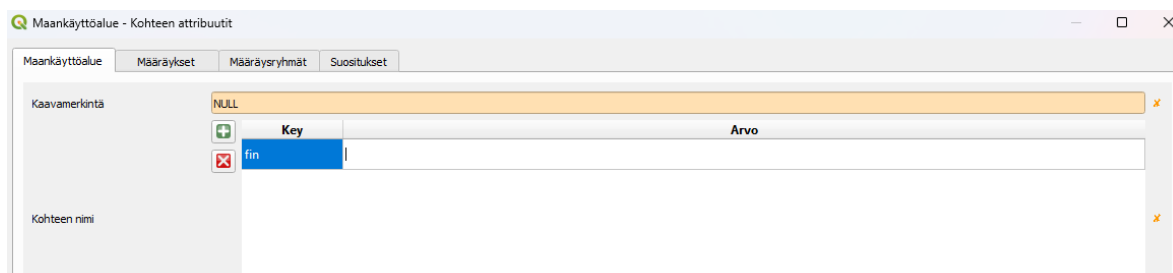 Maankäyttöalue - Kohteen attribuutit
Maankäyttöalue Määräykset Määräysryhmät Suositukset
Kaavamerkintä NULL
Key Arvo
fin
Kohteen nimi